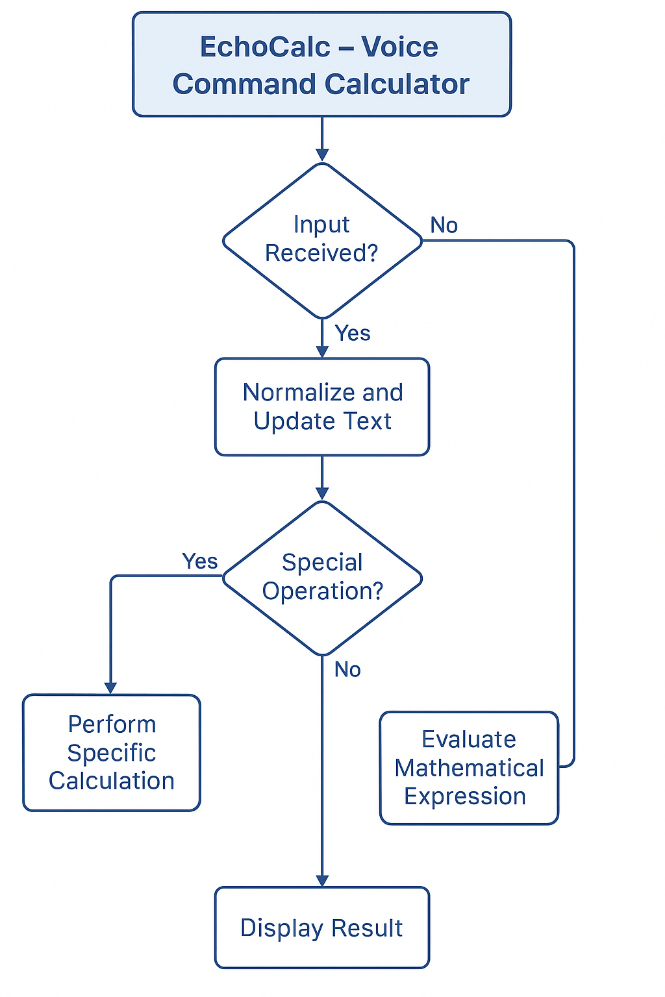 EchoCalc – Voice
Command Calculator
Input
Received?
No
Yes
Normalize and
Update Text
Special
Operation?
Yes
No
Perform
Specific
Calculation
Evaluate
Mathematical
Expression
Display Result